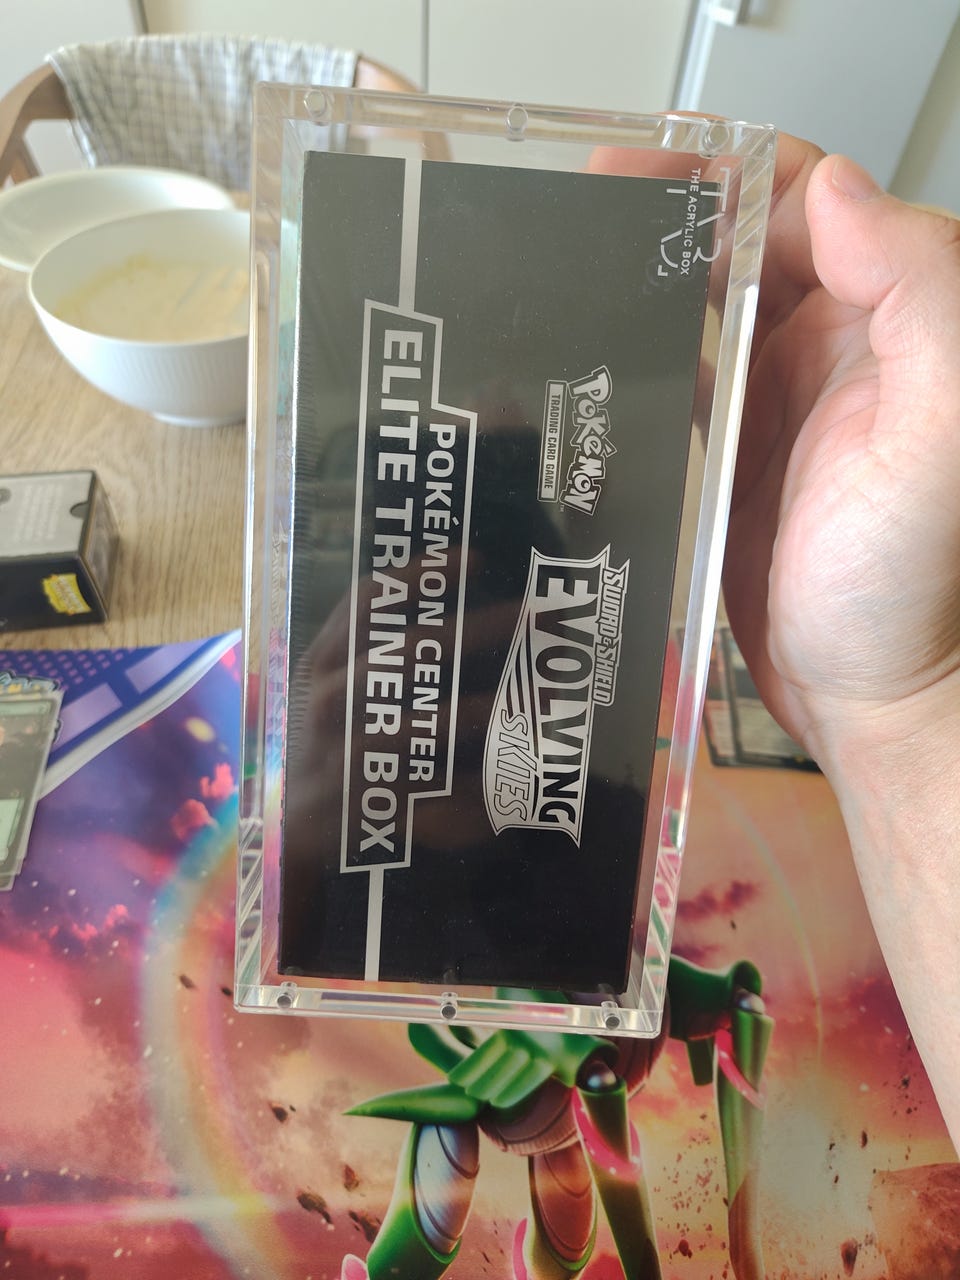 THE ACRYLIC BOX
POKÉMON
TRADING CARD GAME
SWORD & SHIELD
EVOLVING
SKIES
POKÉMON CENTER
ELITE TRAINER BOX